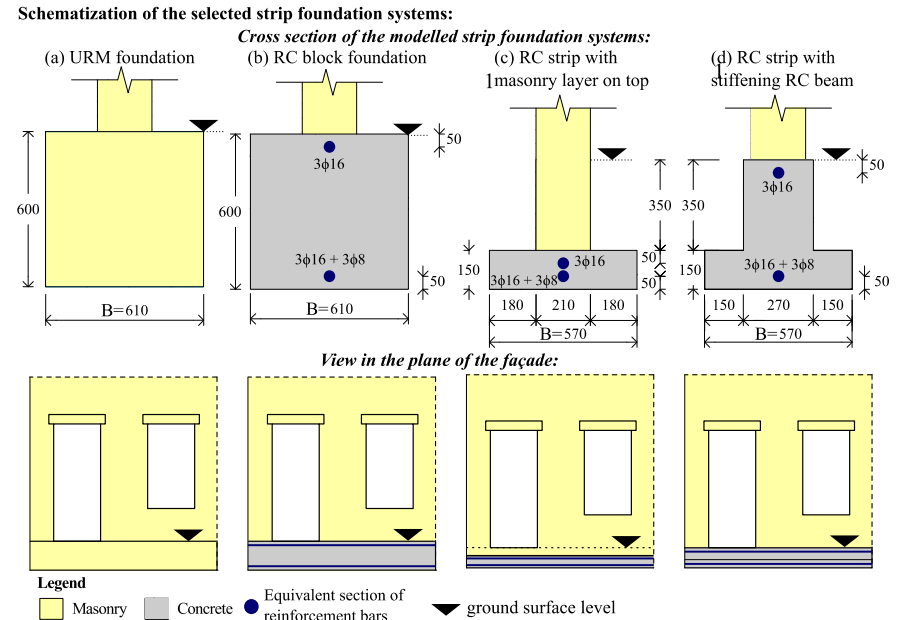 Schematization of the selected strip foundation systems:
Cross section of the modelled strip foundation systems:
(a) URM foundation
(b) RC block foundation
(c) RC strip with
masonry layer on top
(d) RC strip with
stiffening RC beam
600
B=610
600
3ϕ16
3ϕ16 + 3ϕ8
50
50
B=610
350
150
3ϕ16
3ϕ16 + 3ϕ8
50
50
180 210 180
B=570
350
150
3ϕ16
3ϕ16 + 3ϕ8
50
50
150 270 150
B=570
View in the plane of the façade:
Legend
Masonry
Concrete
Equivalent section of
reinforcement bars
ground surface level